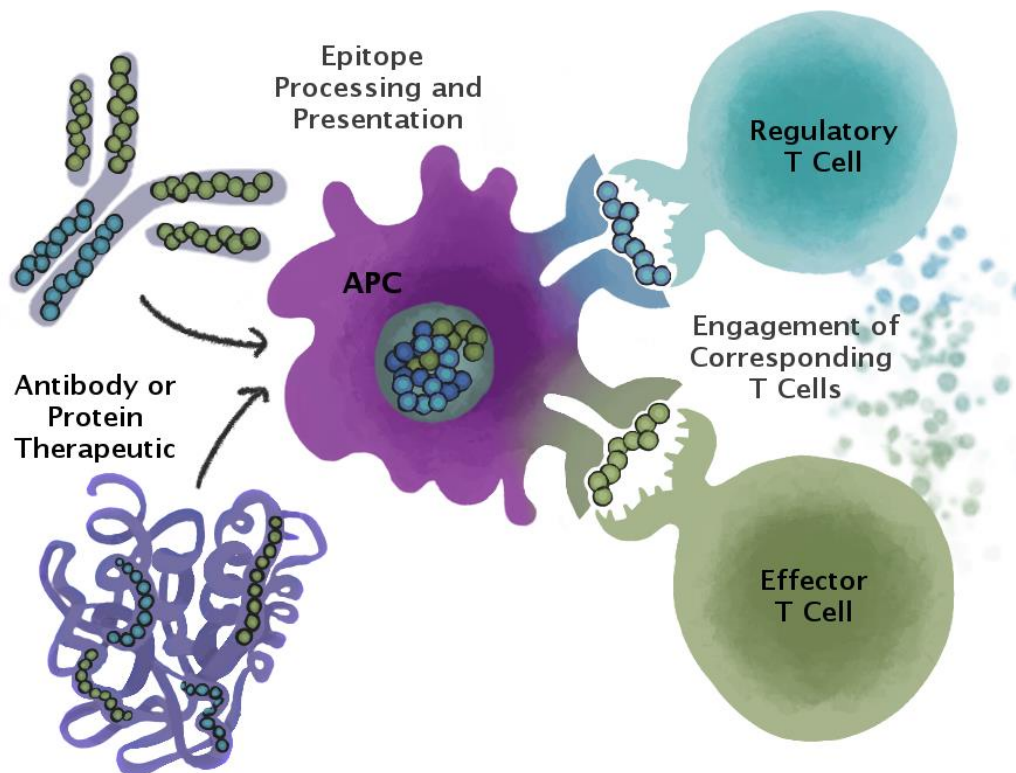 Epitope
Processing and
Presentation
Regulatory
T Cell
APC
Engagement of
Corresponding
T Cells
Antibody or
Protein
Therapeutic
Effector
T Cell